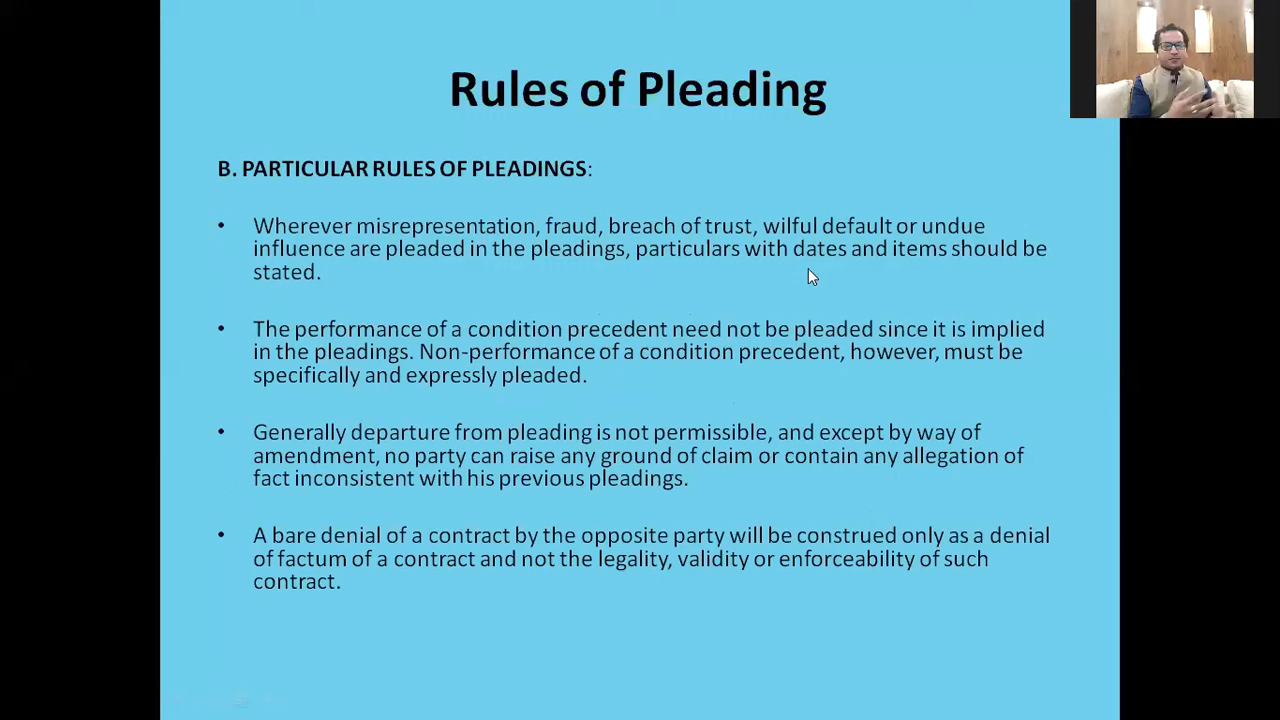 Rules of Pleading
B. PARTICULAR RULES OF PLEADINGS:
• Wherever misrepresentation, fraud, breach of trust, wilful default or undue
influence are pleaded in the pleadings, particulars with dates and items should be
stated.
• The performance of a condition precedent need not be pleaded since it is implied
in the pleadings. Non-performance of a condition precedent, however, must be
specifically and expressly pleaded.
• Generally departure from pleading is not permissible, and except by way of
amendment, no party can raise any ground of claim or contain any allegation of
fact inconsistent with his previous pleadings.
• A bare denial of a contract by the opposite party will be construed only as a denial
of factum of a contract and not the legality, validity or enforceability of such
contract.